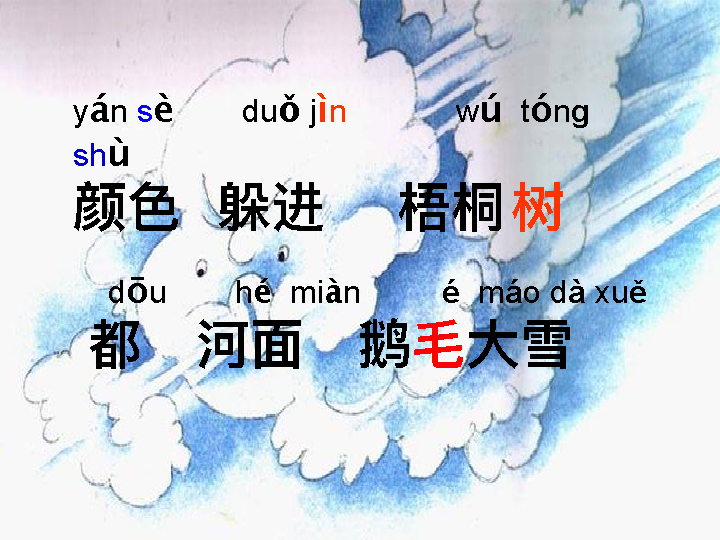 yán sè duǒ jìn wú tóng
shù
颜色 躲进 梧桐树
dōu hé miàn é máo dà xuě
都 河面 鹅毛大雪